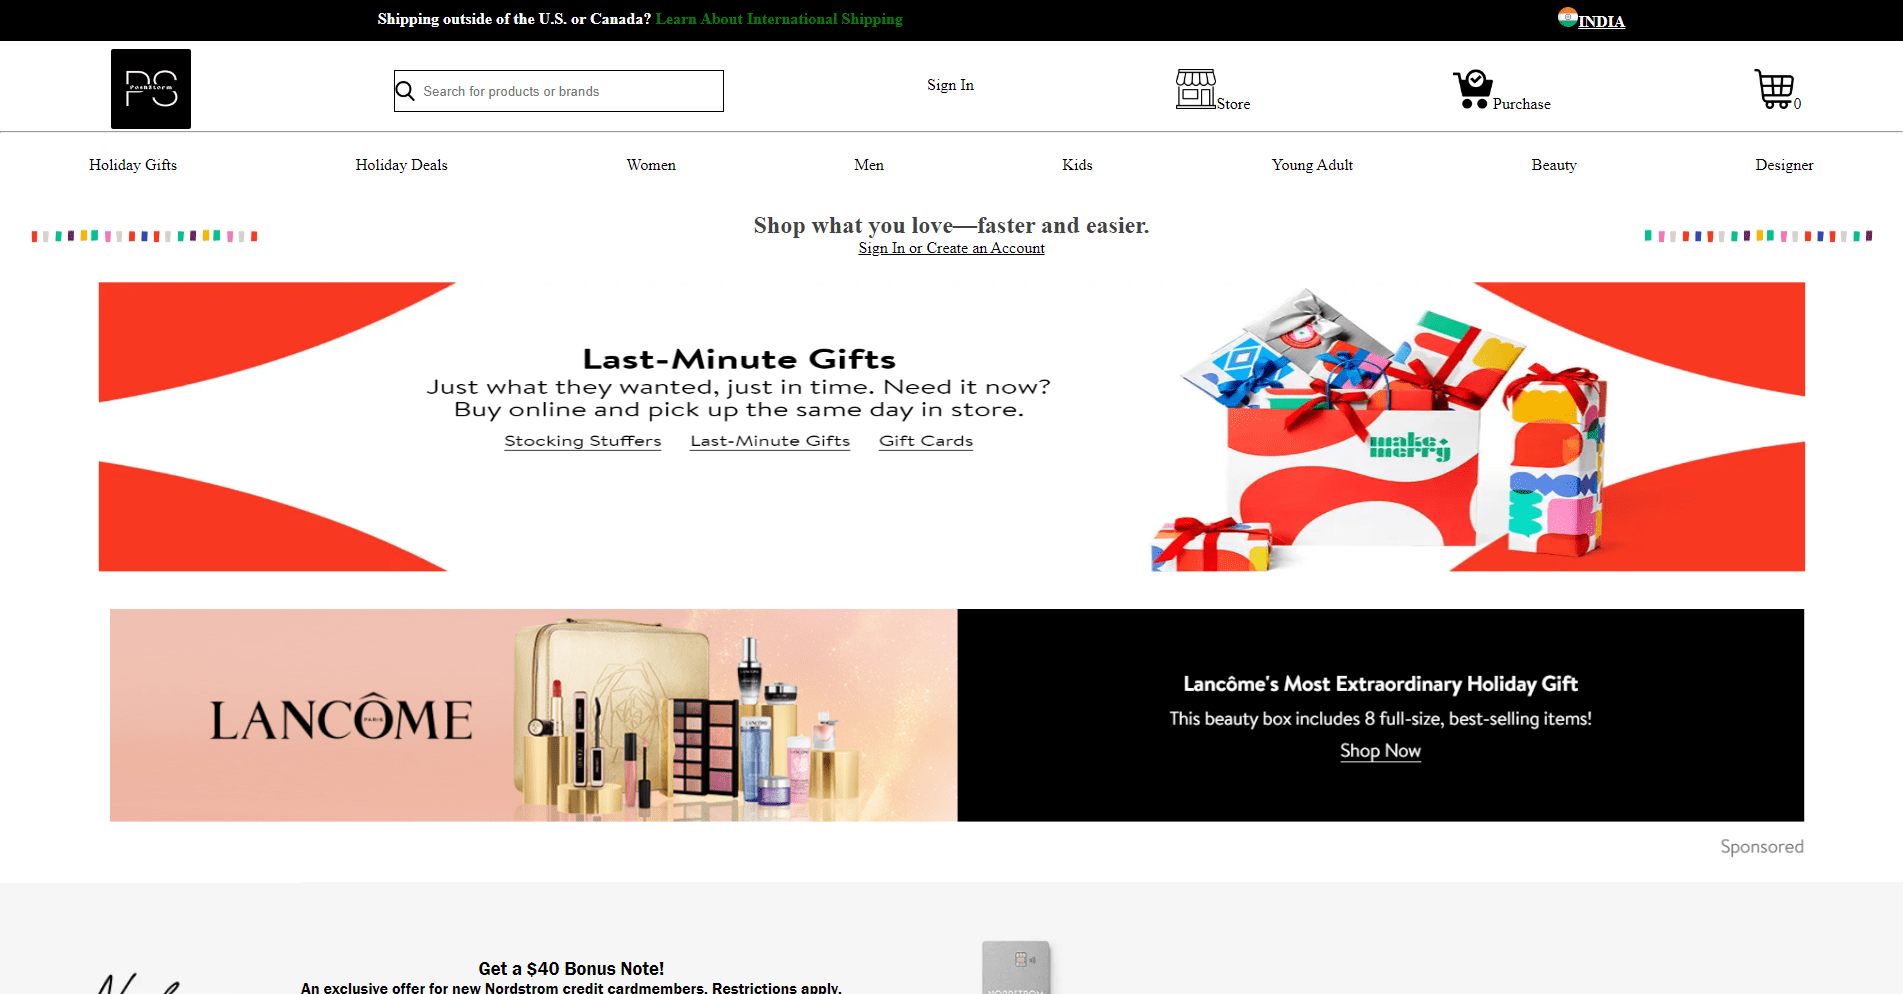 Shipping outside of the U.S. or Canada? Learn About International Shipping
INDIA
PS
PoshStorm
Search for products or brands
Sign In
Store
Purchase
0
Holiday Gifts
Holiday Deals
Women
Men
Kids
Young Adult
Beauty
Designer
Shop what you love—faster and easier.
Sign In or Create an Account
Last-Minute Gifts
Just what they wanted, just in time. Need it now?
Buy online and pick up the same day in store.
Stocking Stuffers Last-Minute Gifts Gift Cards
make
merry
LANCÔME
PARIS
Lancôme's Most Extraordinary Holiday Gift
This beauty box includes 8 full-size, best-selling items!
Shop Now
Sponsored
Get a $40 Bonus Note!
An exclusive offer for new Nordstrom credit cardmembers. Restrictions apply.
NORDSTROM